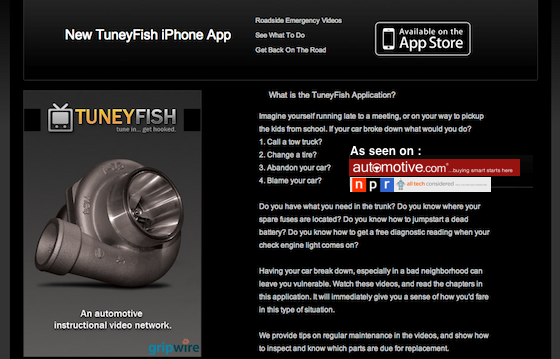 New TuneyFish iPhone App
Roadside Emergency Videos
See What To Do
Get Back On The Road
Available on the
App Store
TUNEYFISH
tune in... get hooked.
An automotive
instructional video network.
gripwire
What is the TuneyFish Application?
Imagine yourself running late to a meeting, or on your way to pickup
the kids from school. If your car broke down what would you do?
1. Call a tow truck?
2. Change a tire?
3. Abandon your car?
4. Blame your car?
As seen on :
automotive.com ...buying smart starts here
n p r all tech considered
Do you have what you need in the trunk? Do you know where your
spare fuses are located? Do you know how to jumpstart a dead
battery? Do you know how to get a free diagnostic reading when your
check engine light comes on?
Having your car break down, especially in a bad neighborhood can
leave you vulnerable. Watch these videos, and read the chapters in
this application. It will immediately give you a sense of how you'd fare
in this type of situation.
We provide tips on regular maintenance in the videos, and show how
to inspect and know which parts are due for replacement.